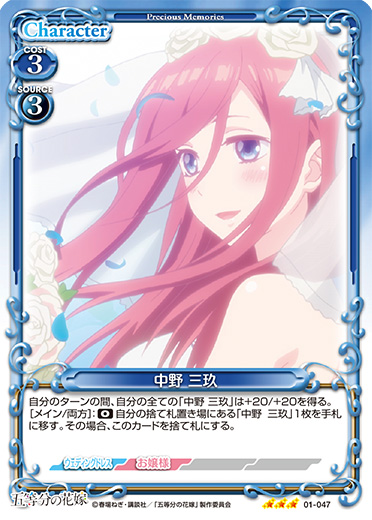 Precious Memories
Character
COST
3
SOURCE
3
中野 三玖
自分のターンの間、自分の全ての「中野 三玖」は+20/+20を得る。
[メイン/両方]:0自分の捨て札置き場にある「中野 三玖」1枚を手札
に移す。その場合、このカードを捨て札にする。
ウェディングドレス お嬢様
五等分の花嫁
©春場ねぎ・講談社/「五等分の花嫁」製作委員会
01-047